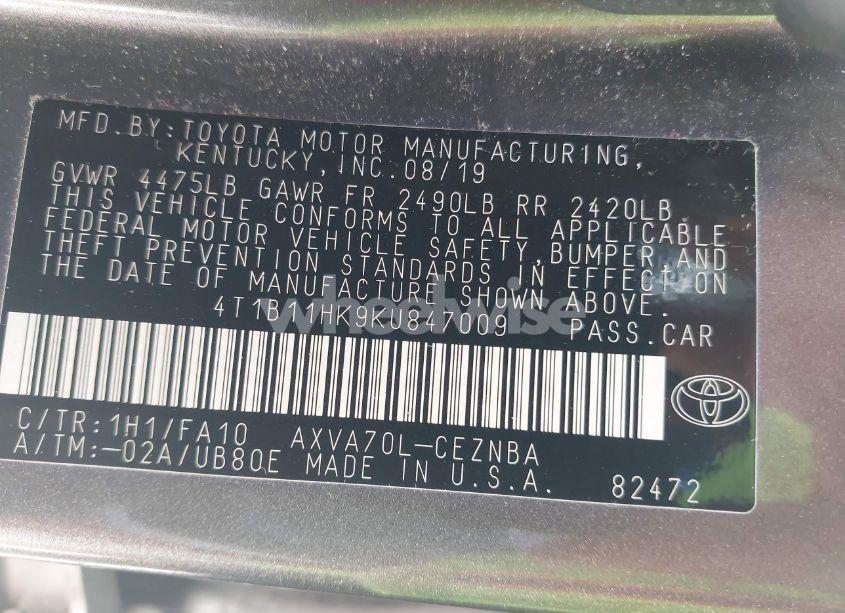 MFD.BY:TOYOTA MOTOR MANUFACTURING,
KENTUCKY,INC.08/19
GVWR 4475LB GAWR FR 2490LB RR 2420LB
THIS VEHICLE CONFORMS TO ALL APPLICABLE
FEDERAL MOTOR VEHICLE SAFETY,BUMPER,AND
THEFT PREVENTION STANDARDS IN EFFECT ON
THE DATE OF MANUFACTURE SHOWN ABOVE.
PASS.CAR
wheelwise
C/TR:1H1/FA10 AXVA70L-CEZNBA
A/TM:-02A/UB80E MADE IN U.S.A. 82472